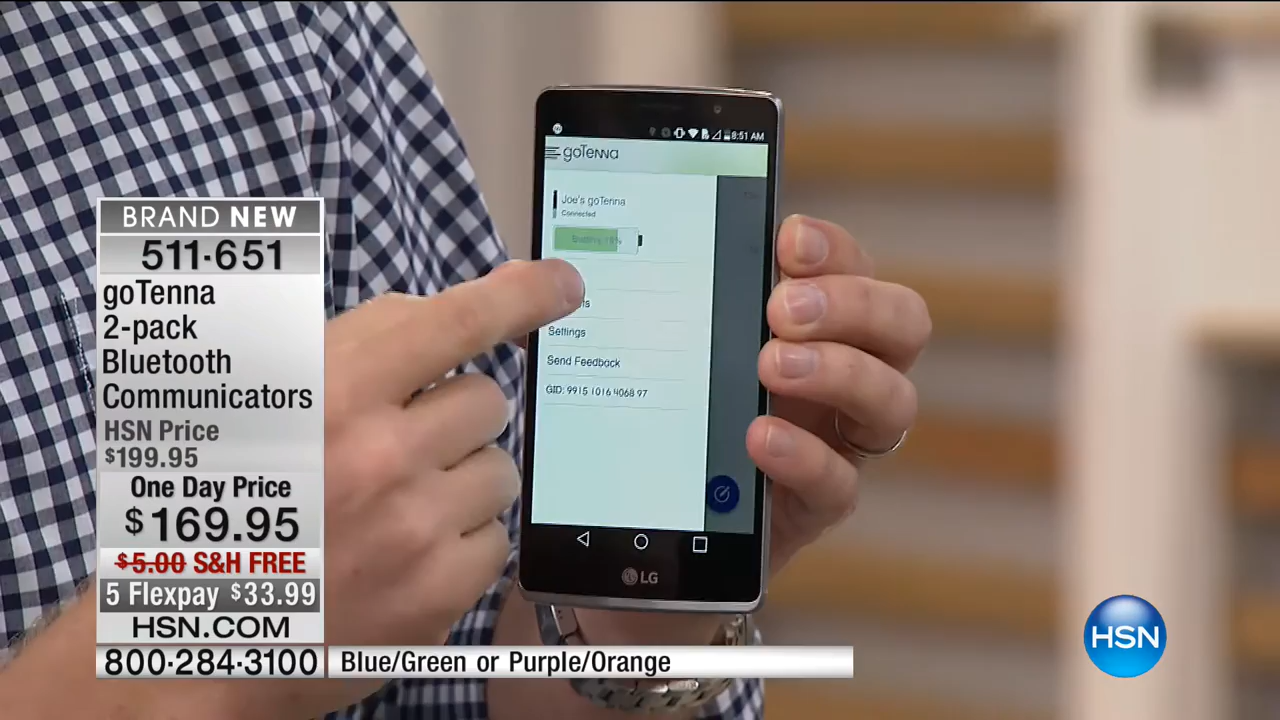 BRAND NEW
511·651
goTenna
2-pack
Bluetooth
Communicators
HSN Price
$199.95
One Day Price
$169.95
$5.00 S&H FREE
5 Flexpay $33.99
HSN.COM
800·284·3100
Blue/Green or Purple/Orange
8:51 AM
goTenna
Joe's goTenna
Connected
Settings
Send Feedback
GID: 9915 1016 4068 97
LG
HSN